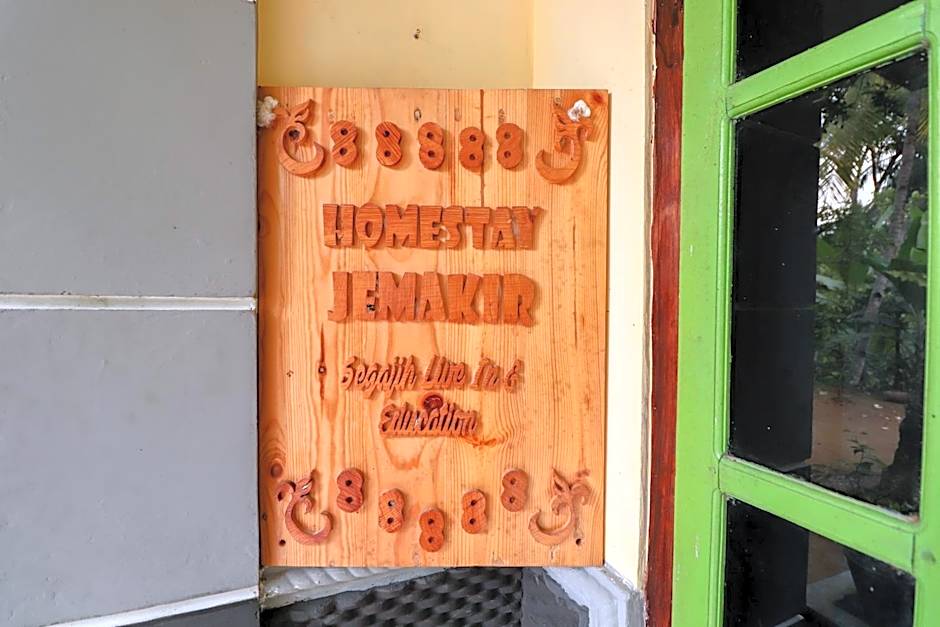 HOMESTAY
JEMAKIR
Segajih Live In &
Education